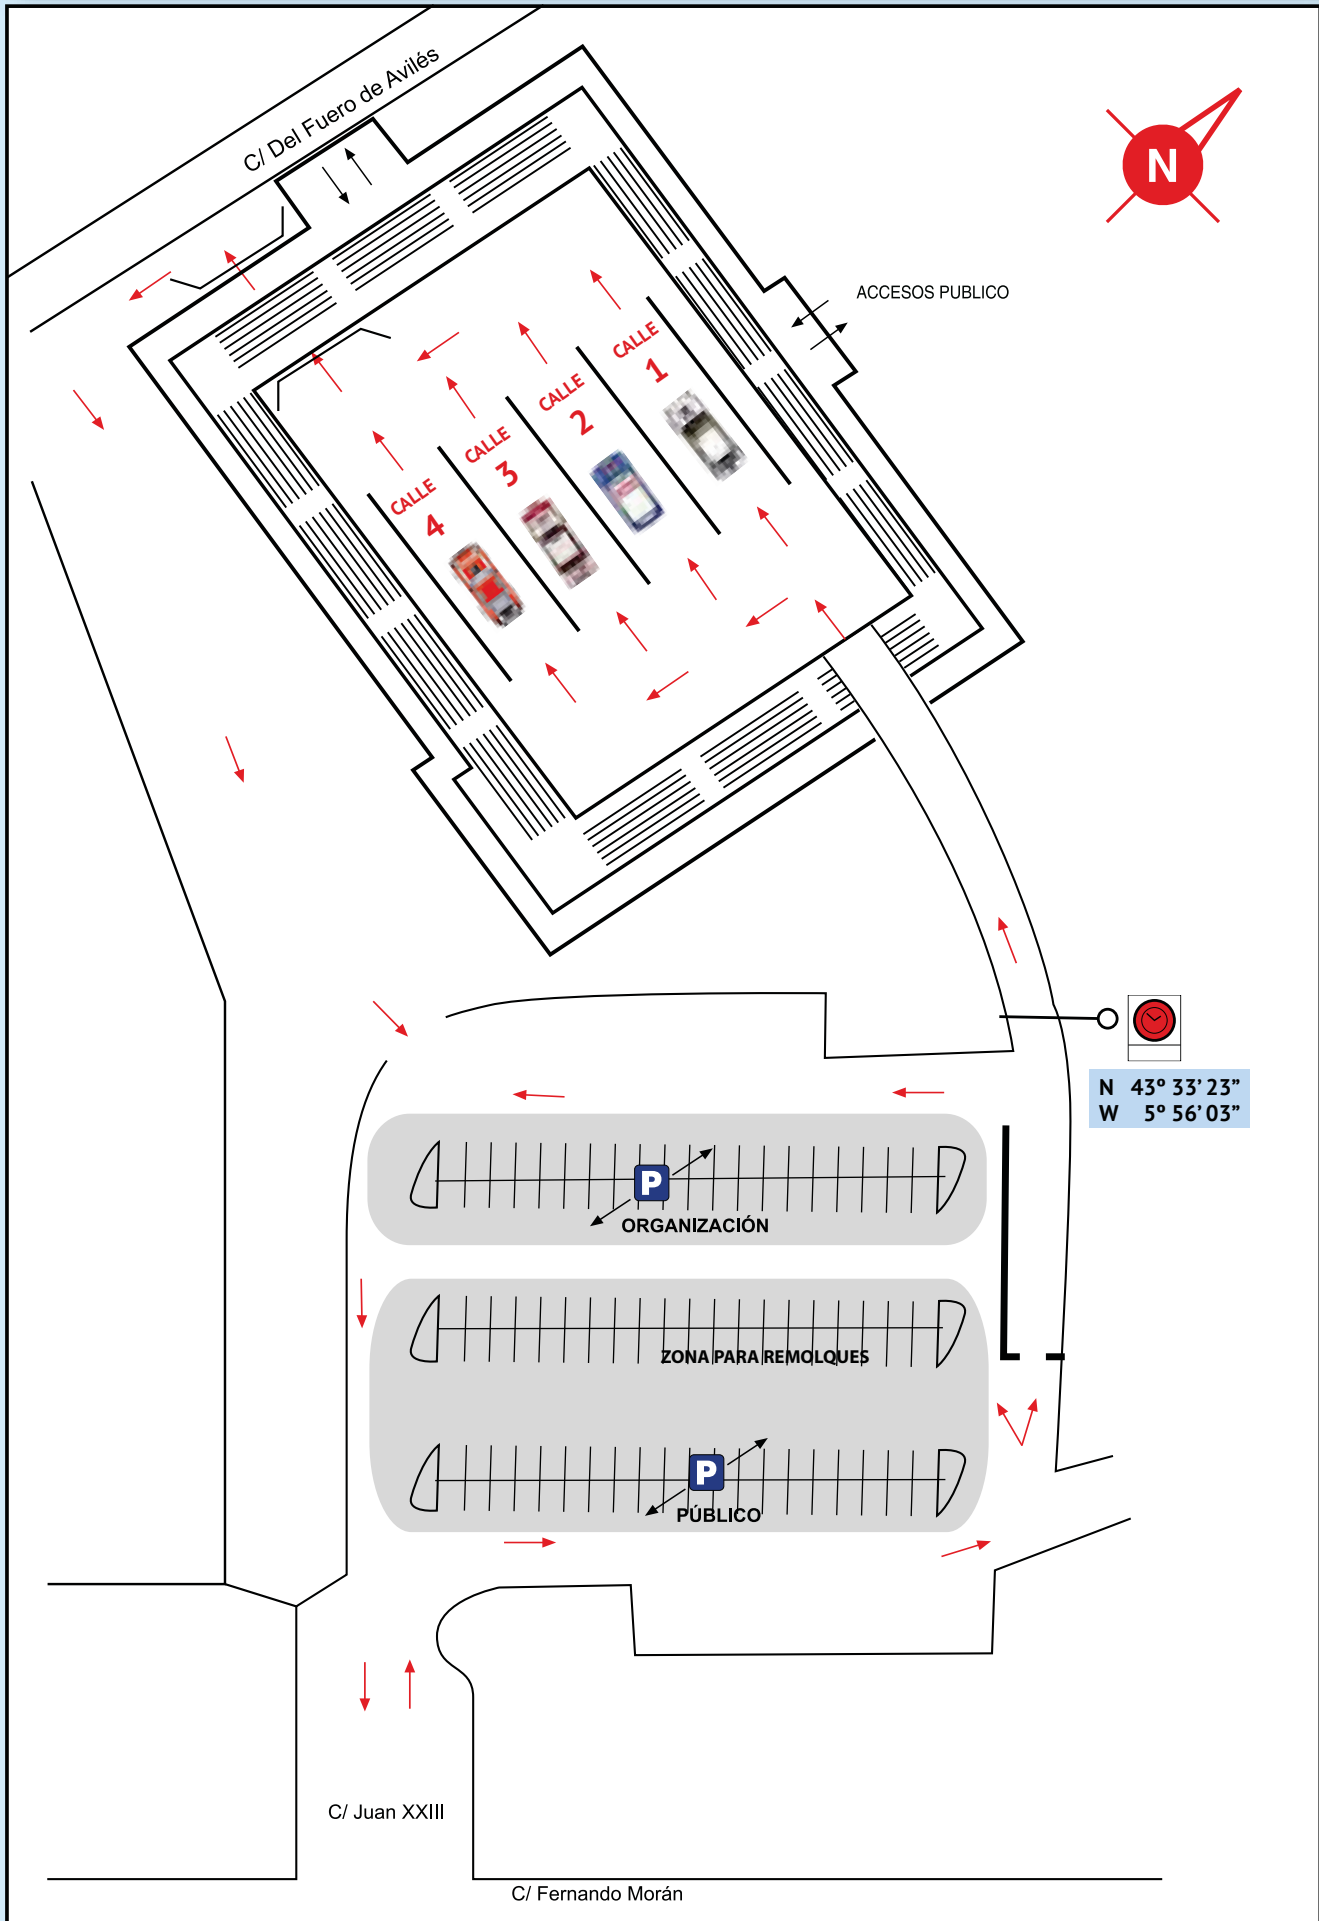 C/ Del Fuero de Avilés
N
ACCESOS PUBLICO
CALLE
1
CALLE
2
CALLE
3
CALLE
4
N 43º 33’ 23”
W 5º 56’ 03”
P
ORGANIZACIÓN
ZONA PARA REMOLQUES
P
PÚBLICO
C/ Juan XXIII
C/ Fernando Morán